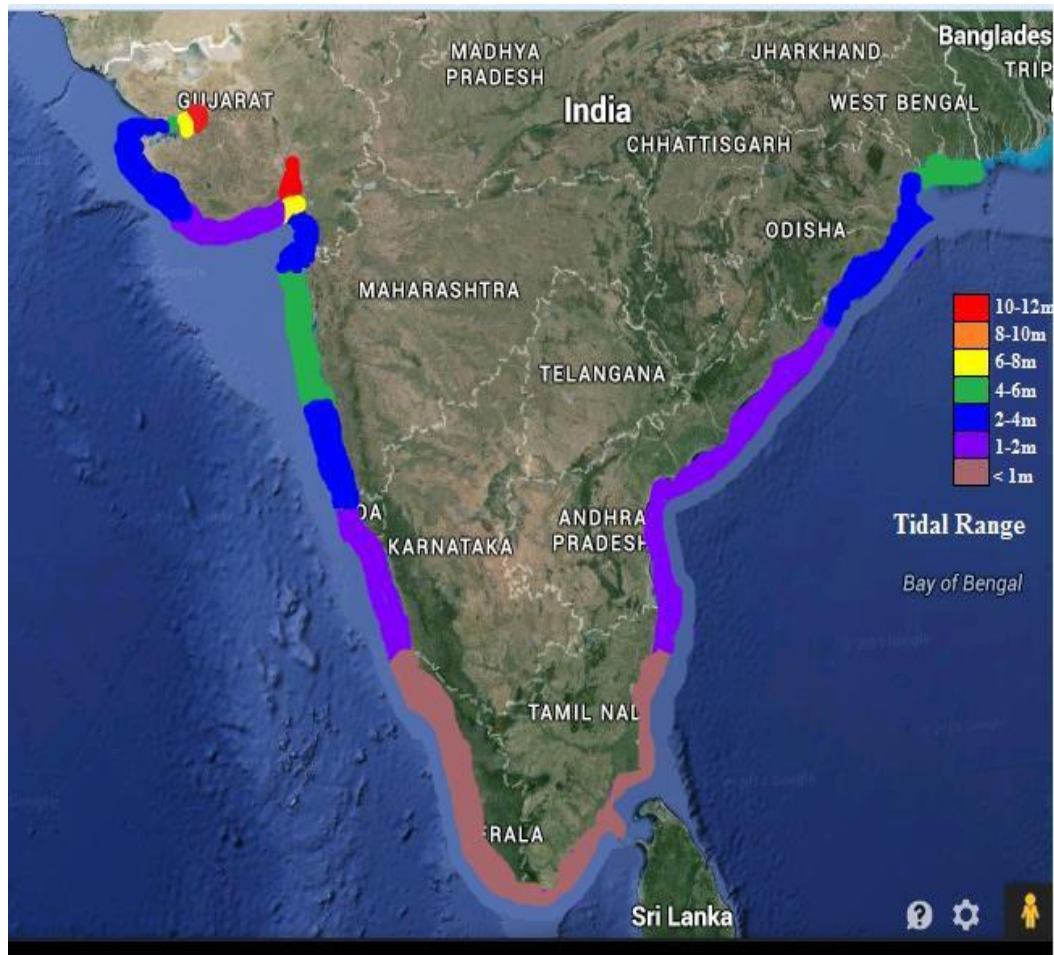 MADHYA
PRADESH
JHARKHAND
Banglades
TRIP
GUJARAT
India
WEST BENGAL
CHHATTISGARH
ODISHA
MAHARASHTRA
10-12m
8-10m
6-8m
4-6m
2-4m
1-2m
< 1m
TELANGANA
Tidal Range
OA
KARNATAKA
ANDHRA
PRADESH
Bay of Bengal
TAMIL NAD
ERALA
Sri Lanka